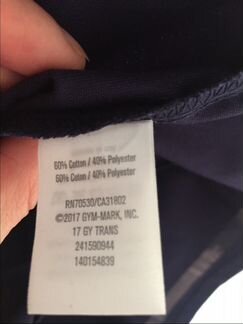 60% Cotton / 40% Polyester
60% Coton / 40% Polyester
RN70530/CA31802
©2017 GYM-MARK, INC.
17 GY TRANS
241590944
140154839